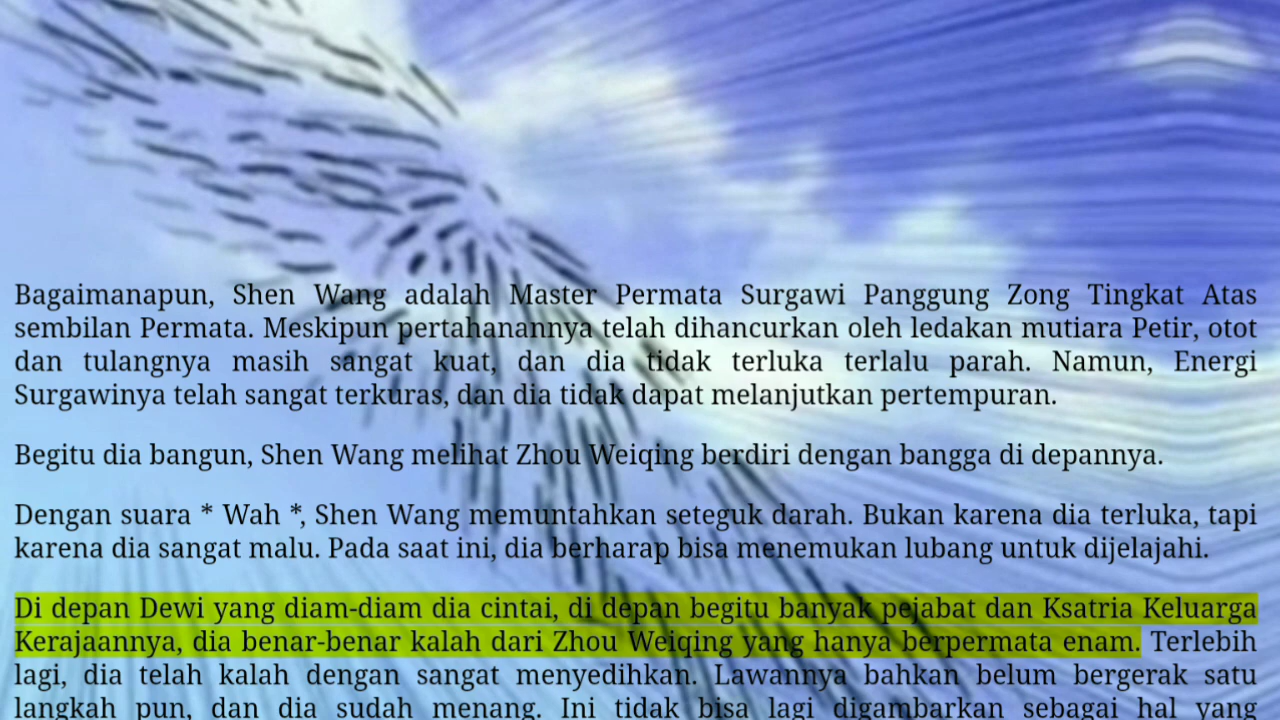 Bagaimanapun, Shen Wang adalah Master Permata Surgawi Panggung Zong Tingkat Atas
sembilan Permata. Meskipun pertahanannya telah dihancurkan oleh ledakan mutiara Petir, otot
dan tulangnya masih sangat kuat, dan dia tidak terluka terlalu parah. Namun, Energi
Surgawinya telah sangat terkuras, dan dia tidak dapat melanjutkan pertempuran.
Begitu dia bangun, Shen Wang melihat Zhou Weiqing berdiri dengan bangga di depannya.
Dengan suara * Wah *, Shen Wang memuntahkan seteguk darah. Bukan karena dia terluka, tapi
karena dia sangat malu. Pada saat ini, dia berharap bisa menemukan lubang untuk dijelajahi.
Di depan Dewi yang diam-diam dia cintai, di depan begitu banyak pejabat dan Ksatria Keluarga
Kerajaannya, dia benar-benar kalah dari Zhou Weiqing yang hanya berpermata enam. Terlebih
lagi, dia telah kalah dengan sangat menyedihkan. Lawannya bahkan belum bergerak satu
langkah pun, dan dia sudah menang. Ini tidak bisa lagi digambarkan sebagai hal yang